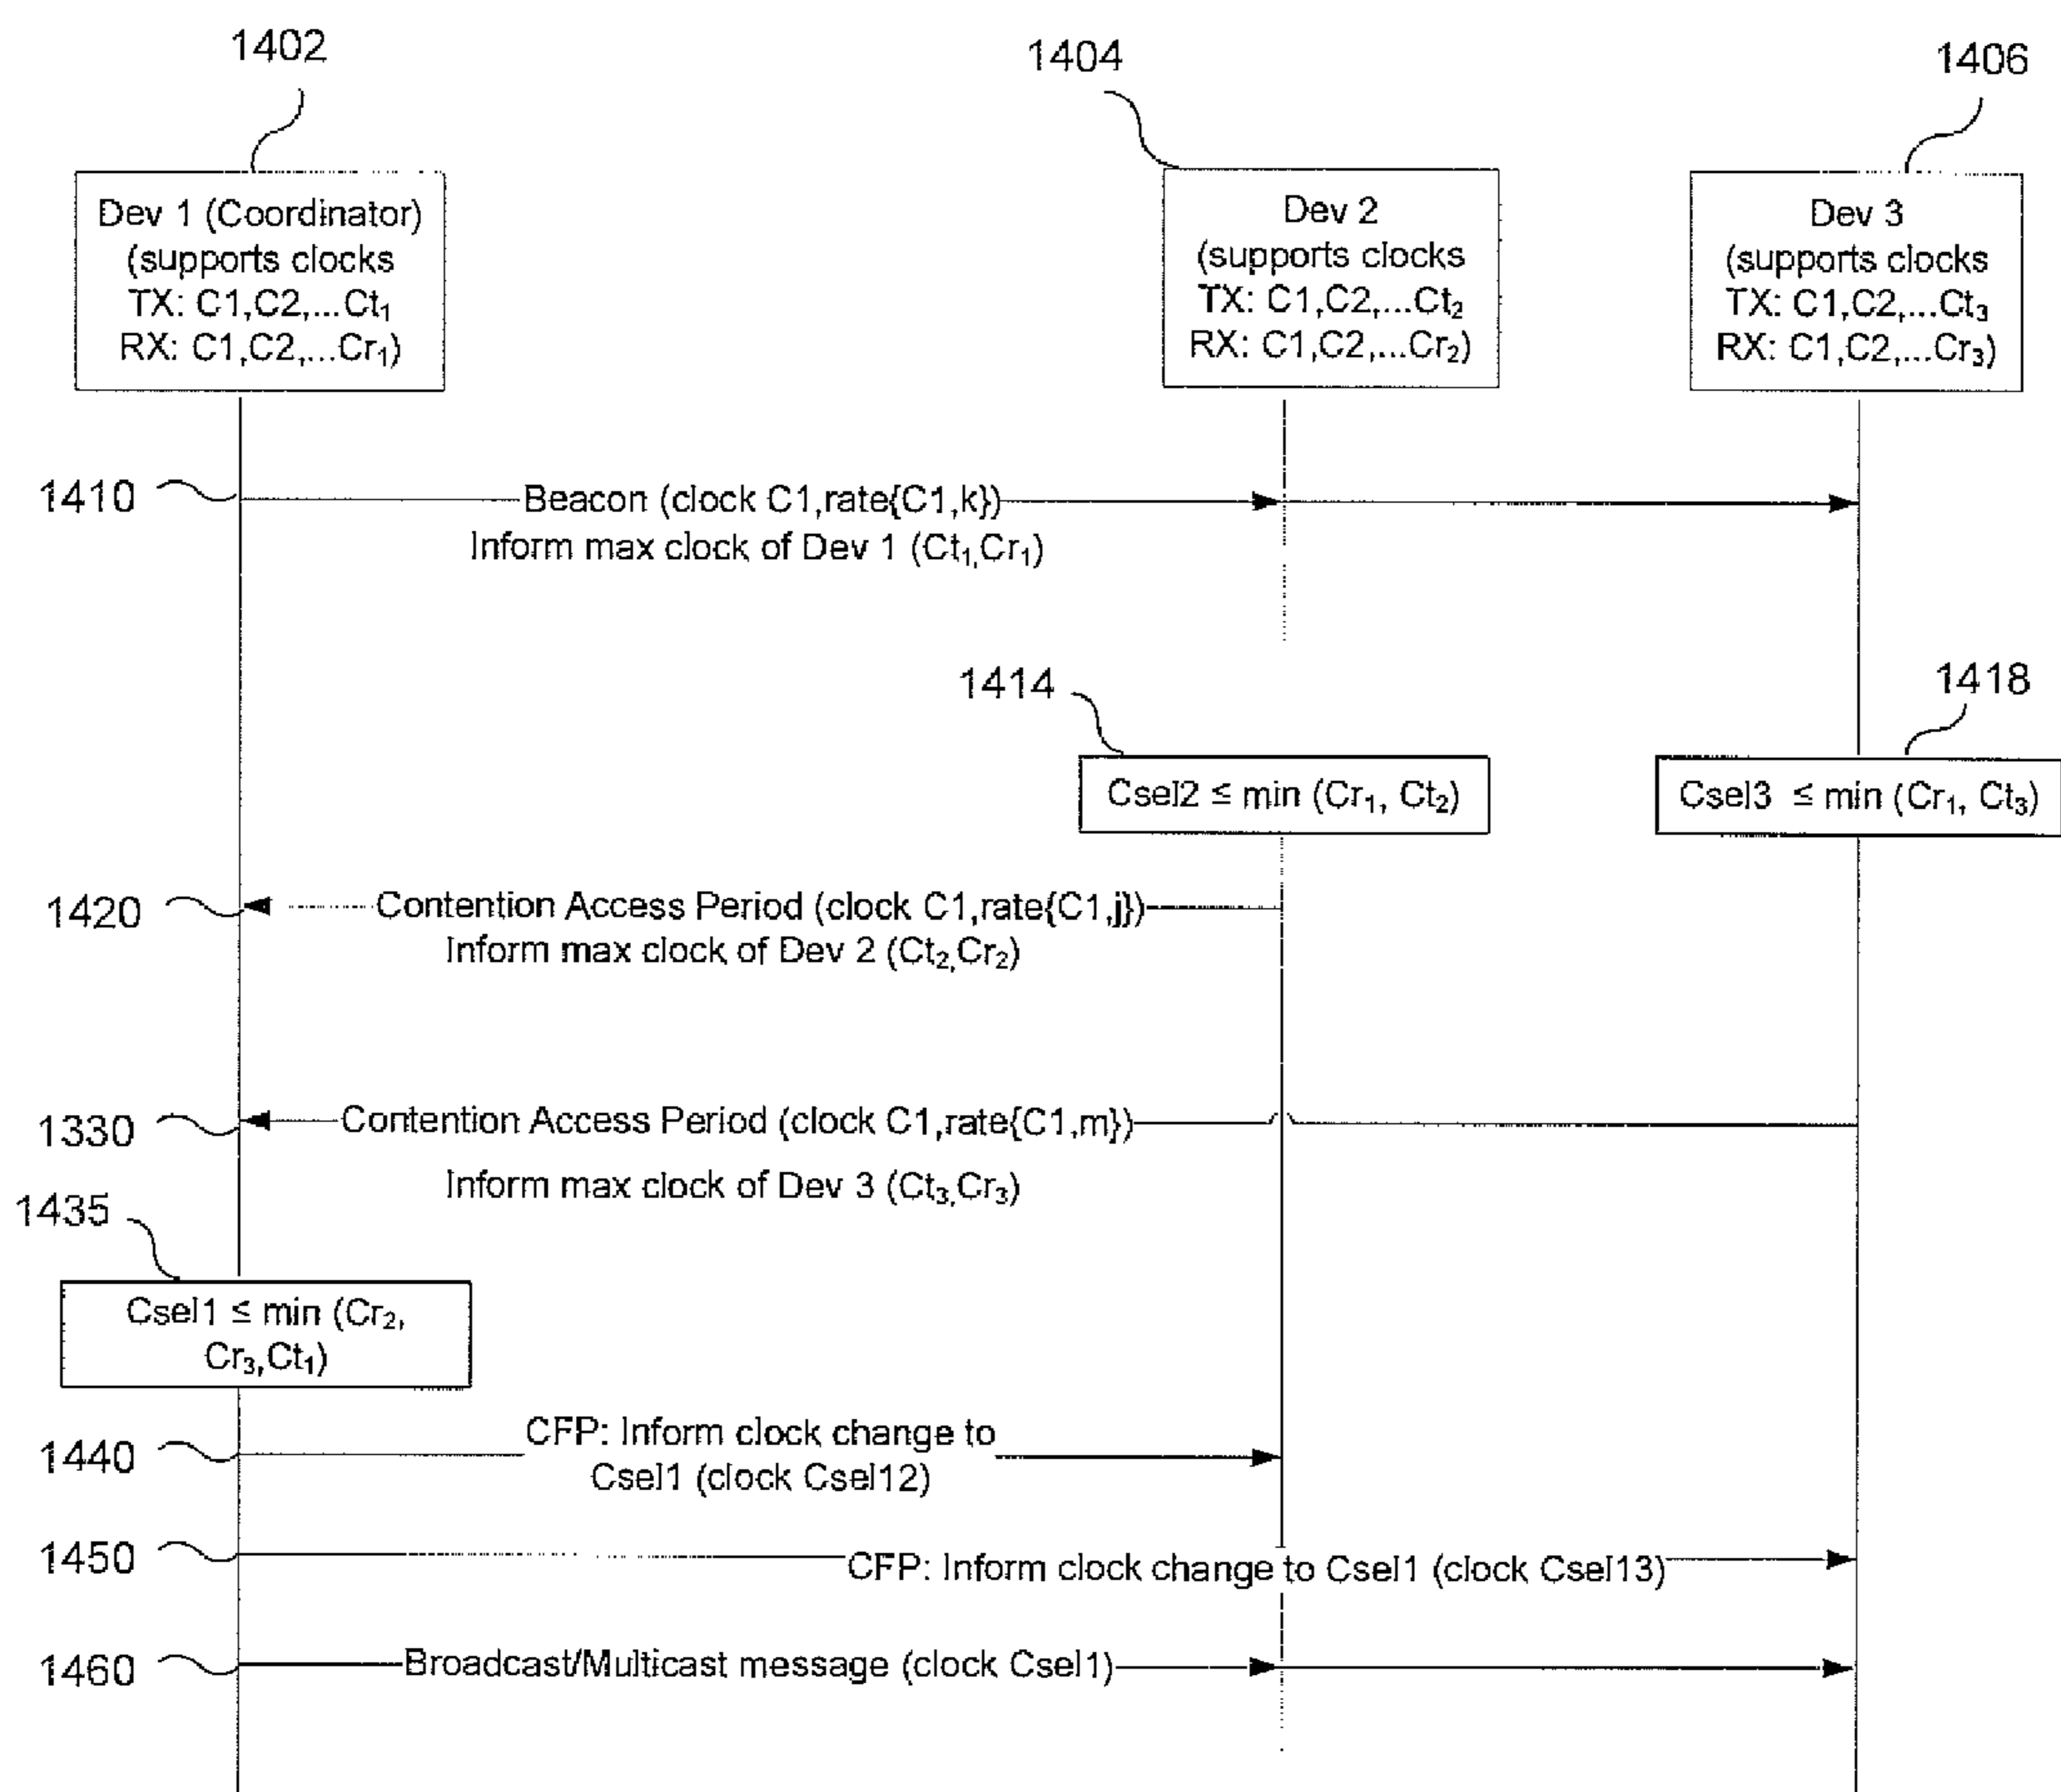 1402
1404
1406
Dev 1 (Coordinator)
(supports clocks
TX: C1,C2,...Ct₁
RX: C1,C2,...Cr₁)
Dev 2
(supports clocks
TX: C1,C2,...Ct₂
RX: C1,C2,...Cr₂)
Dev 3
(supports clocks
TX: C1,C2,...Ct₃
RX: C1,C2,...Cr₃)
1410
Beacon (clock C1,rate{C1,k})
Inform max clock of Dev 1 (Ct₁,Cr₁)
1414
1418
Csel2 ≤ min (Cr₁, Ct₂)
Csel3 ≤ min (Cr₁, Ct₃)
1420
Contention Access Period (clock C1,rate{C1,j})
Inform max clock of Dev 2 (Ct₂,Cr₂)
1330
Contention Access Period (clock C1,rate{C1,m})
Inform max clock of Dev 3 (Ct₃,Cr₃)
1435
Csel1 ≤ min (Cr₂,
Cr₃,Ct₁)
1440
CFP: Inform clock change to
Csel1 (clock Csel12)
1450
CFP: Inform clock change to Csel1 (clock Csel13)
1460
Broadcast/Multicast message (clock Csel1)